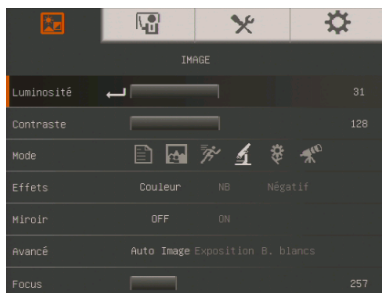 IMAGE
Luminosité 31
Contraste 128
Mode
Effets Couleur NB Négatif
Miroir OFF ON
Avancé Auto Image Exposition B. blancs
Focus 257